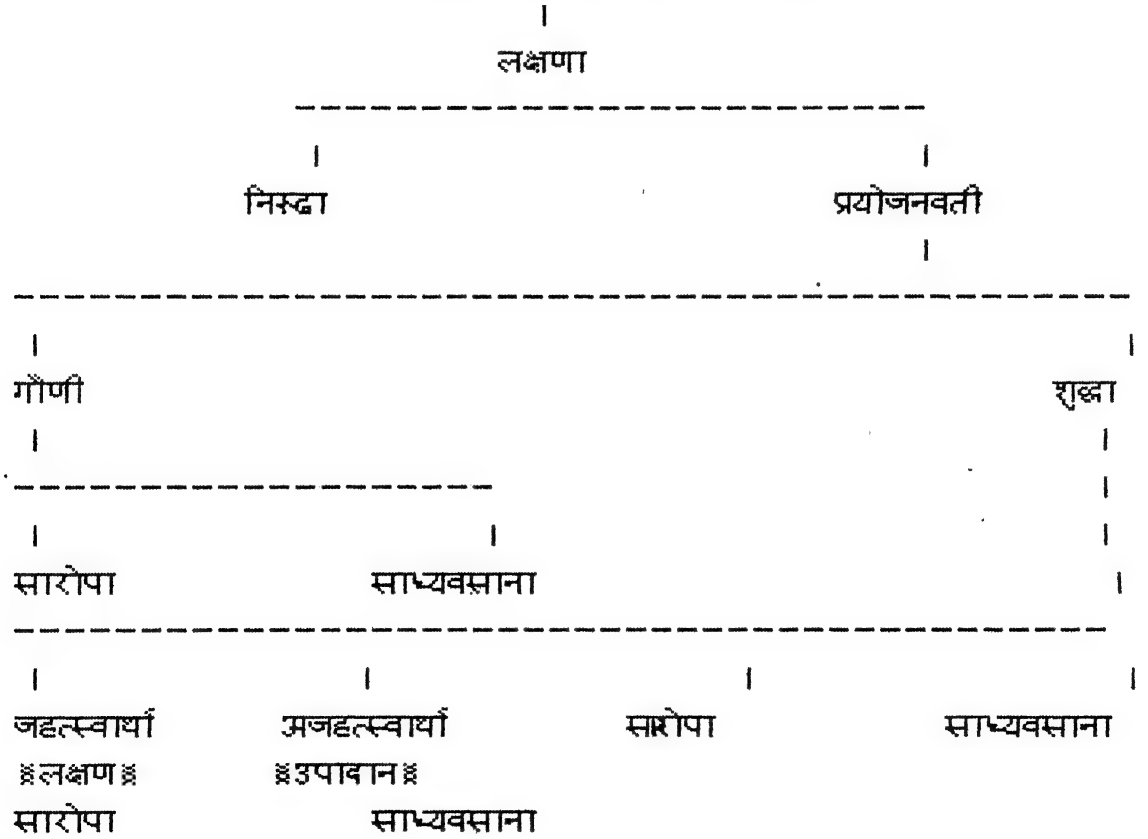 लक्षणा
निरूढा प्रयोजनवती
गौणी शुद्धा
सारोपा साध्यवसाना
जहत्स्वार्था अजहत्स्वार्था सारोपा साध्यवसाना
लक्षण उपादान
सारोपा साध्यवसाना